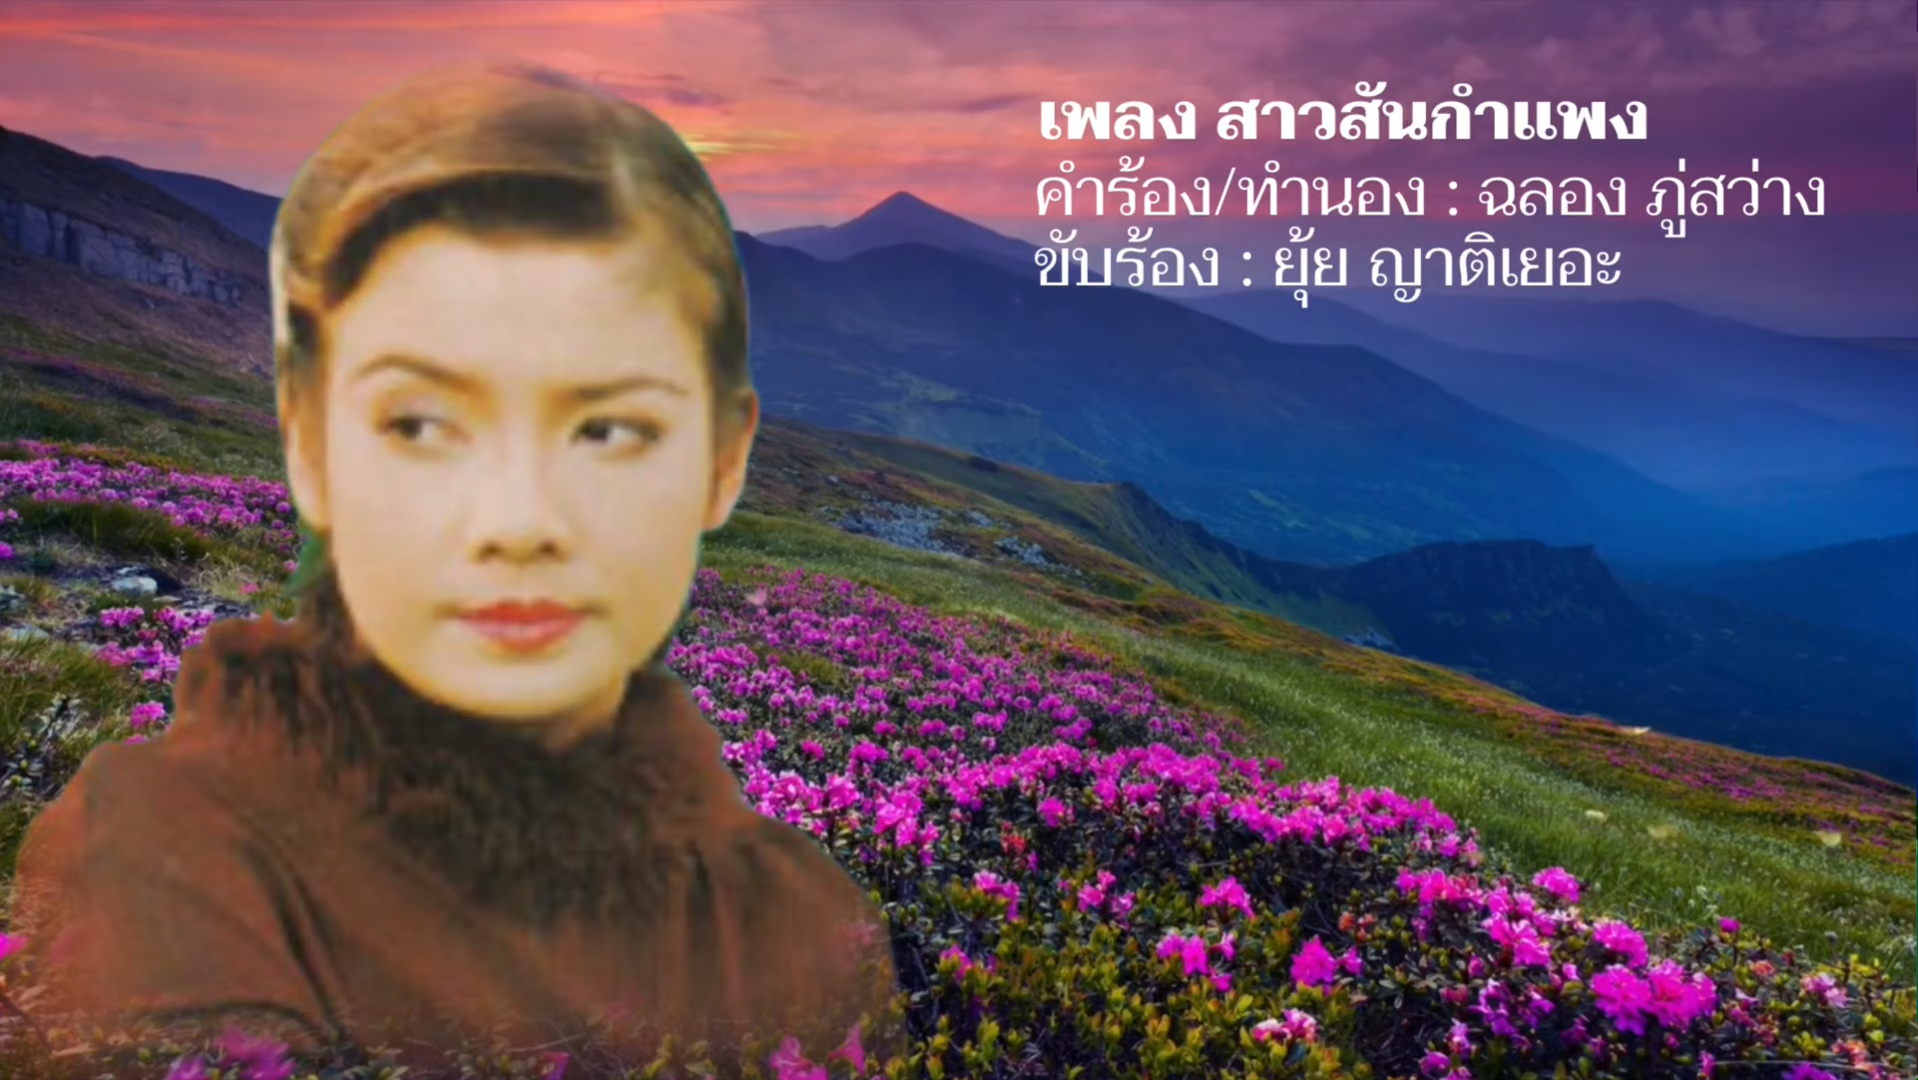 เพลง สาวสันกำแพง
คำร้อง/ทำนอง : ฉลอง ภู่สว่าง
ขับร้อง : ยุ้ย ญาติเยอะ